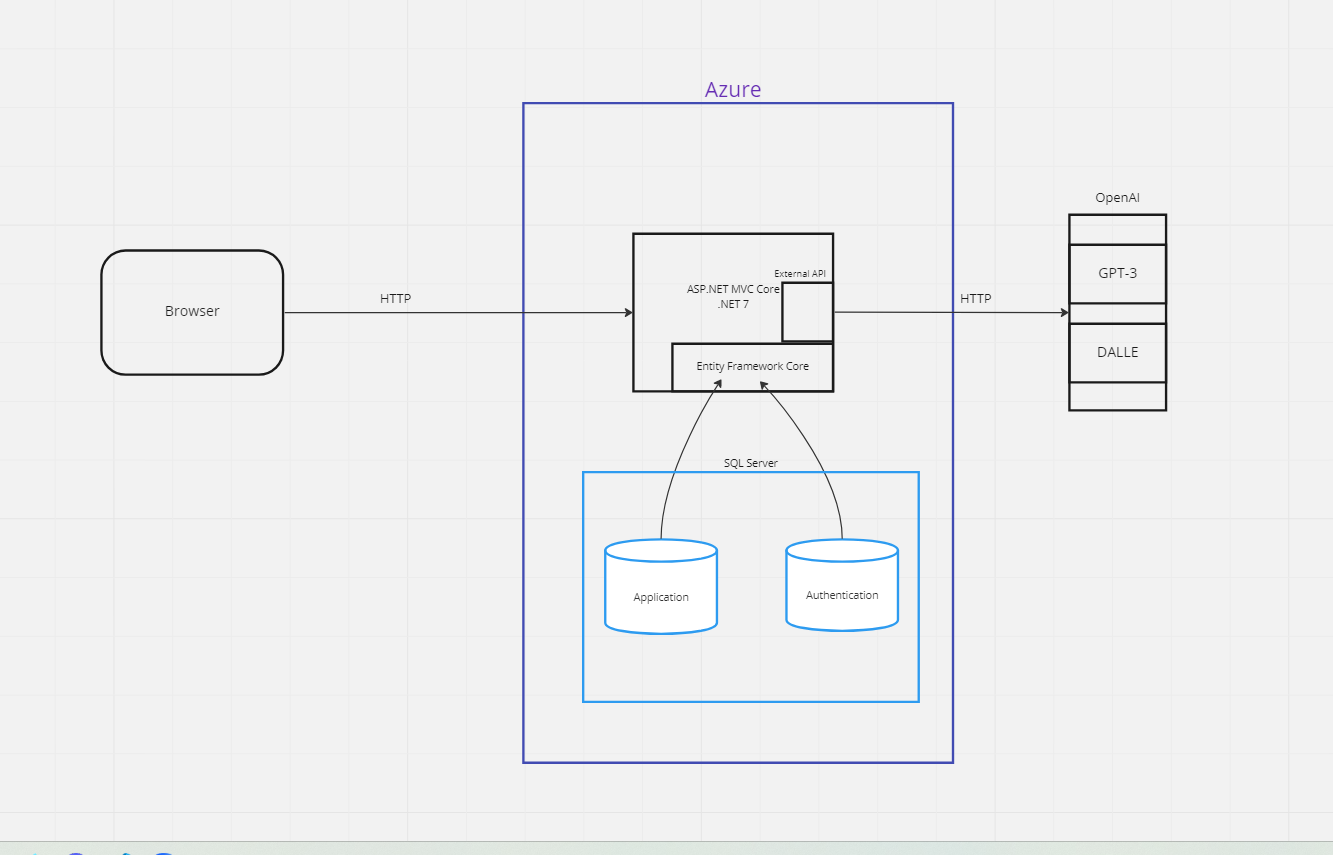 Azure
OpenAI
GPT-3
External API
ASP.NET MVC Core
.NET 7
HTTP
HTTP
Browser
DALLE
Entity Framework Core
SQL Server
Application
Authentication